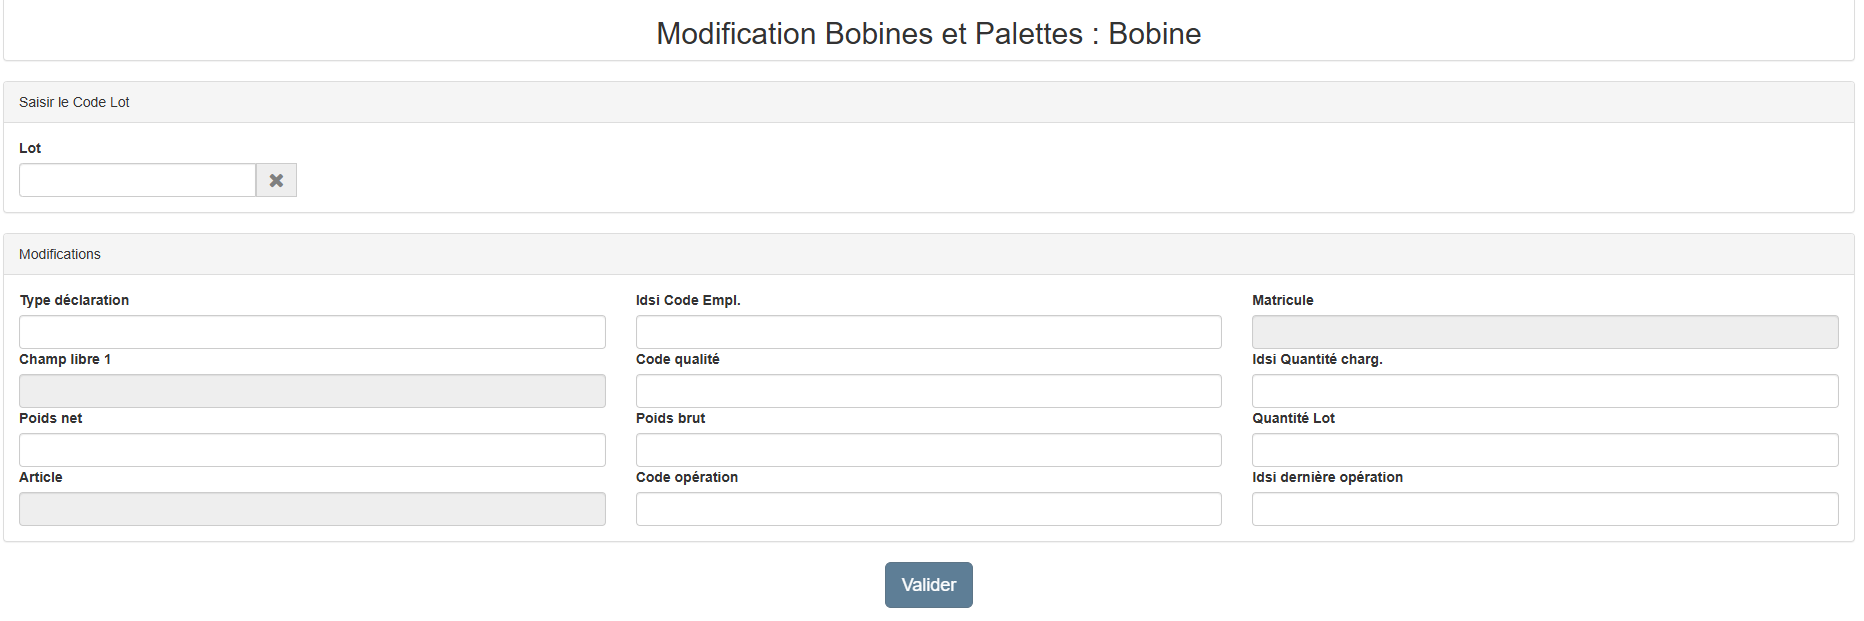 Modification Bobines et Palettes : Bobine
Saisir le Code Lot
Lot
Modifications
Type déclaration
Idsi Code Empl.
Matricule
Champ libre 1
Code qualité
Idsi Quantité charg.
Poids net
Poids brut
Quantité Lot
Article
Code opération
Idsi dernière opération
Valider